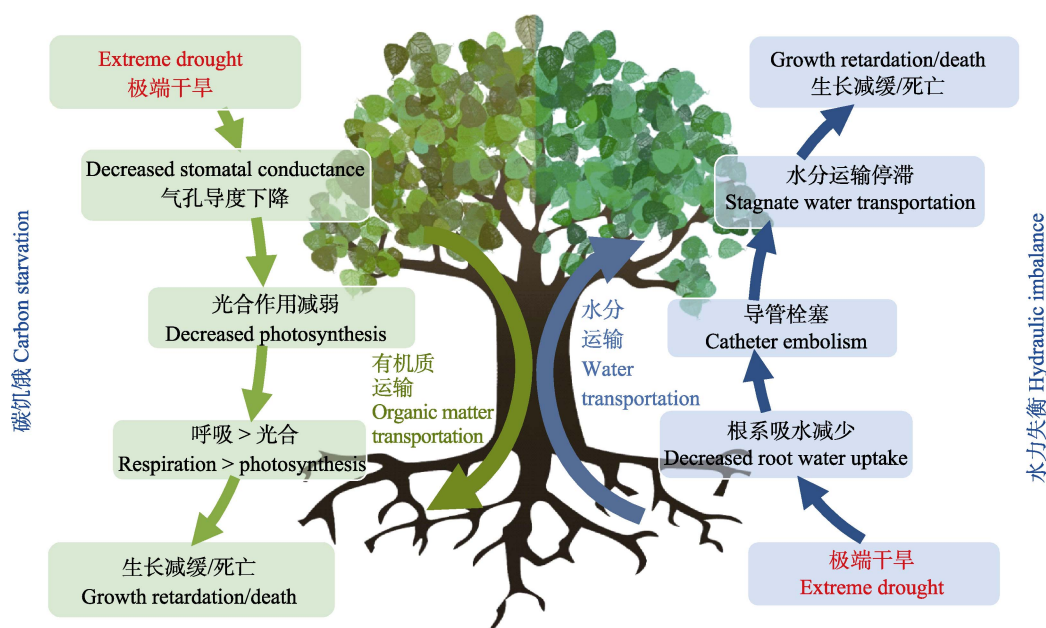 Extreme drought
极端干旱
Decreased stomatal conductance
气孔导度下降
光合作用减弱
Decreased photosynthesis
呼吸 > 光合
Respiration > photosynthesis
生长减缓/死亡
Growth retardation/death
碳饥饿 Carbon starvation
有机质
运输
Organic matter
transportation
水分
运输
Water
transportation
Growth retardation/death
生长减缓/死亡
水分运输停滞
Stagnate water transportation
导管栓塞
Catheter embolism
根系吸水减少
Decreased root water uptake
极端干旱
Extreme drought
水力失衡 Hydraulic imbalance